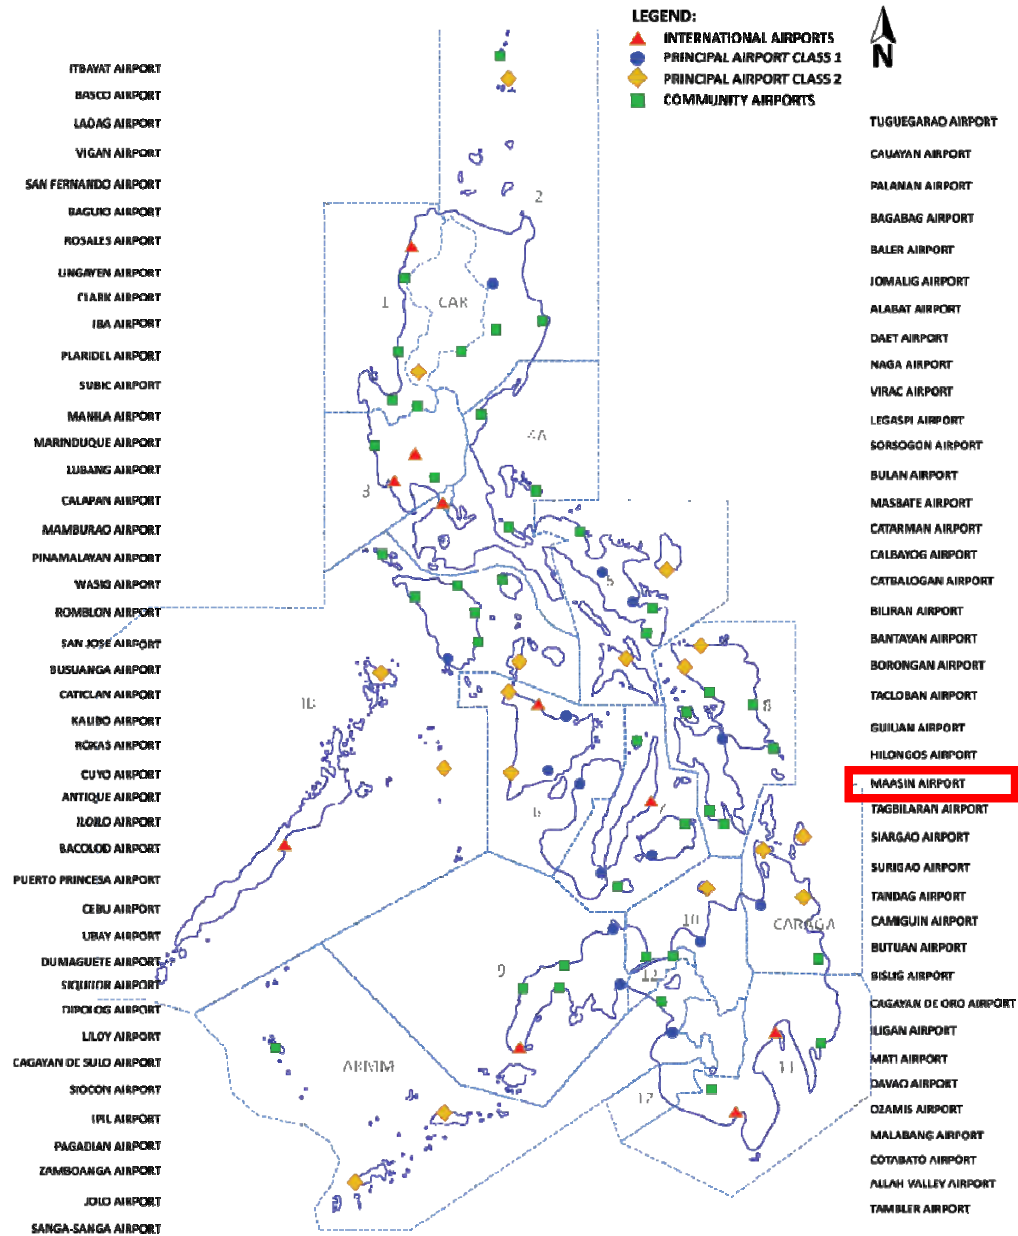 LEGEND:
INTERNATIONAL AIRPORTS
PRINCIPAL AIRPORT CLASS 1
PRINCIPAL AIRPORT CLASS 2
COMMUNITY AIRPORTS
N
ITBAYAT AIRPORT
BASCO AIRPORT
LAOAG AIRPORT
VIGAN AIRPORT
SAN FERNANDO AIRPORT
BAGUIO AIRPORT
ROSALES AIRPORT
LINGAYEN AIRPORT
CLARK AIRPORT
IBA AIRPORT
PLARIDEL AIRPORT
SUBIC AIRPORT
MANILA AIRPORT
MARINDUQUE AIRPORT
LUBANG AIRPORT
CALAPAN AIRPORT
MAMBURAO AIRPORT
PINAMALAYAN AIRPORT
WASIG AIRPORT
ROMBLON AIRPORT
SAN JOSE AIRPORT
BUSUANGA AIRPORT
CATICLAN AIRPORT
KALIBO AIRPORT
ROXAS AIRPORT
CUYO AIRPORT
ANTIQUE AIRPORT
ILOILO AIRPORT
BACOLOD AIRPORT
PUERTO PRINCESA AIRPORT
CEBU AIRPORT
UBAY AIRPORT
DUMAGUETE AIRPORT
SIQUIJOR AIRPORT
DIPOLOG AIRPORT
LILOY AIRPORT
CAGAYAN DE SULO AIRPORT
SIOCON AIRPORT
IPIL AIRPORT
PAGADIAN AIRPORT
ZAMBOANGA AIRPORT
JOLO AIRPORT
SANGA-SANGA AIRPORT
2
1
CAR
4A
3
5
1B
8
6
7
10
CARAGA
9
12
ARMM
11
12
TUGUEGARAO AIRPORT
CAUAYAN AIRPORT
PALANAN AIRPORT
BAGABAG AIRPORT
BALER AIRPORT
JOMALIG AIRPORT
ALABAT AIRPORT
DAET AIRPORT
NAGA AIRPORT
VIRAC AIRPORT
LEGASPI AIRPORT
SORSOGON AIRPORT
BULAN AIRPORT
MASBATE AIRPORT
CATARMAN AIRPORT
CALBAYOG AIRPORT
CATBALOGAN AIRPORT
BILIRAN AIRPORT
BANTAYAN AIRPORT
BORONGAN AIRPORT
TACLOBAN AIRPORT
GUIUAN AIRPORT
HILONGOS AIRPORT
MAASIN AIRPORT
TAGBILARAN AIRPORT
SIARGAO AIRPORT
SURIGAO AIRPORT
TANDAG AIRPORT
CAMIGUIN AIRPORT
BUTUAN AIRPORT
BISLIG AIRPORT
CAGAYAN DE ORO AIRPORT
ILIGAN AIRPORT
MATI AIRPORT
DAVAO AIRPORT
OZAMIS AIRPORT
MALABANG AIRPORT
COTABATO AIRPORT
ALLAH VALLEY AIRPORT
TAMBLER AIRPORT